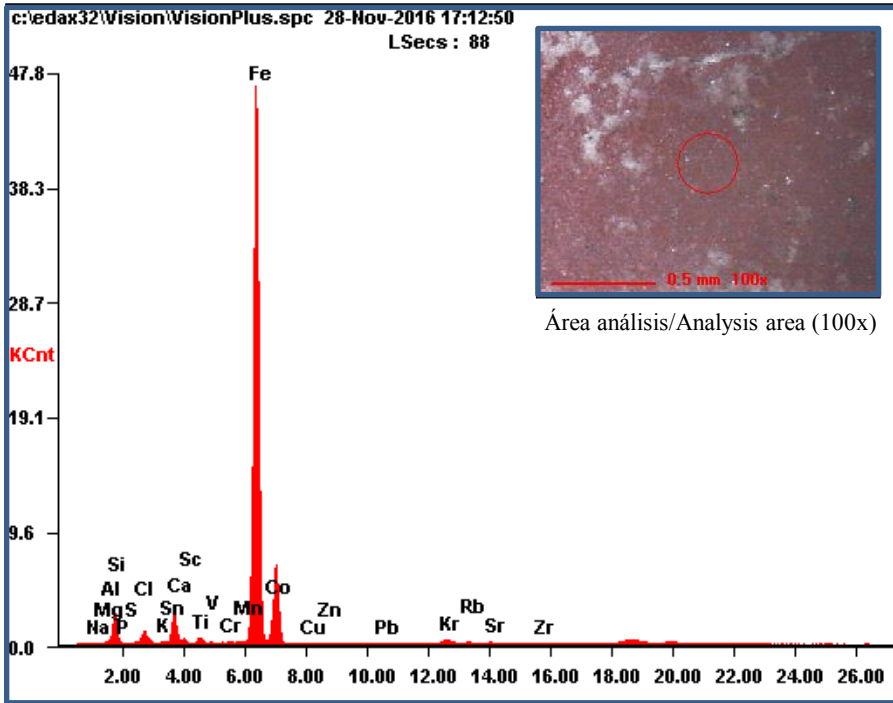 c:\edax32\Vision\VisionPlus.spc 28-Nov-2016 17:12:50
LSecs : 88
47.8
Fe
38.3
28.7
KCnt
19.1
9.6
0.0
Si
Sc
Al
Cl
Ca
Co
Mg
S
Sn
V
Mn
Zn
Rb
Na
P
K
Ti
Cr
Cu
Pb
Kr
Sr
Zr
2.00 4.00 6.00 8.00 10.00 12.00 14.00 16.00 18.00 20.00 22.00 24.00 26.00
0.5 mm 100x
Área análisis/Analysis area (100x)